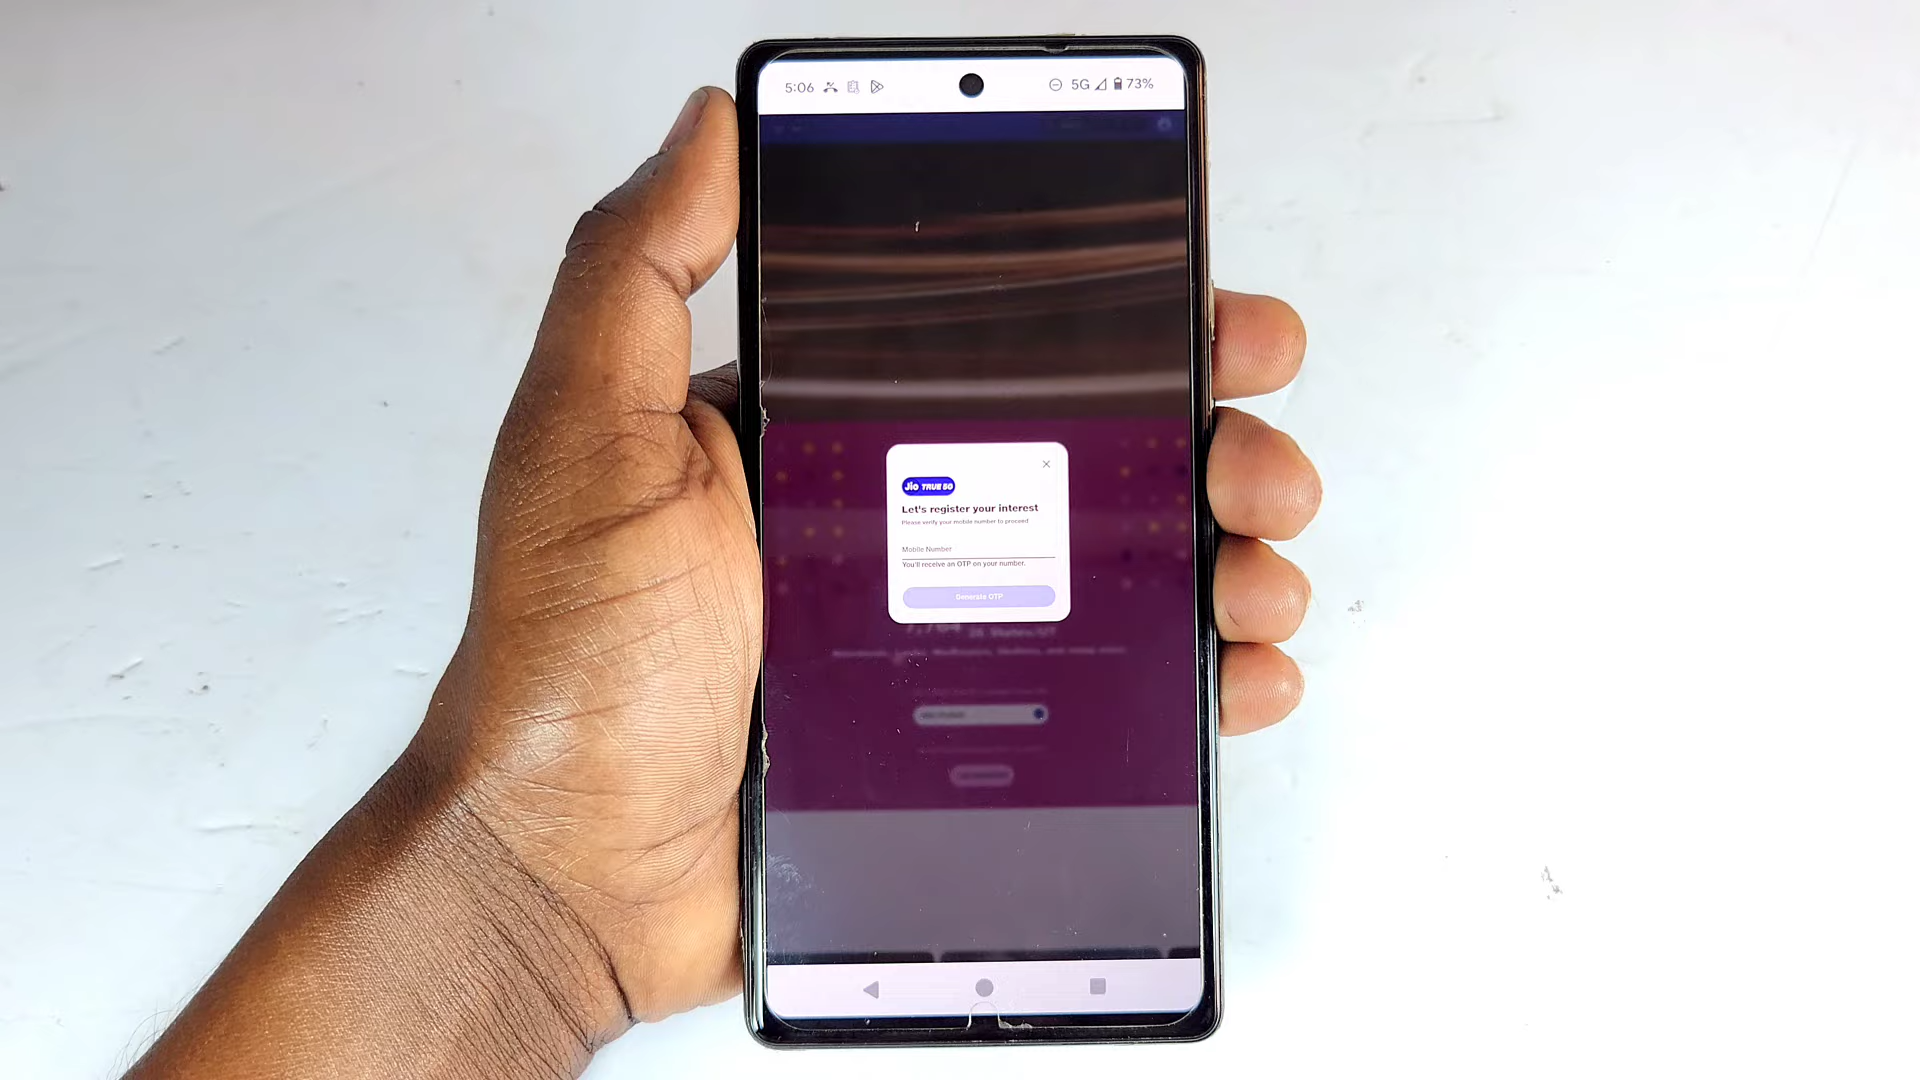 5:06 5G 73%
Jio TRUE 5G
Let's register your interest
Please verify your mobile number to proceed
Mobile Number
You'll receive an OTP on your number.
Generate OTP